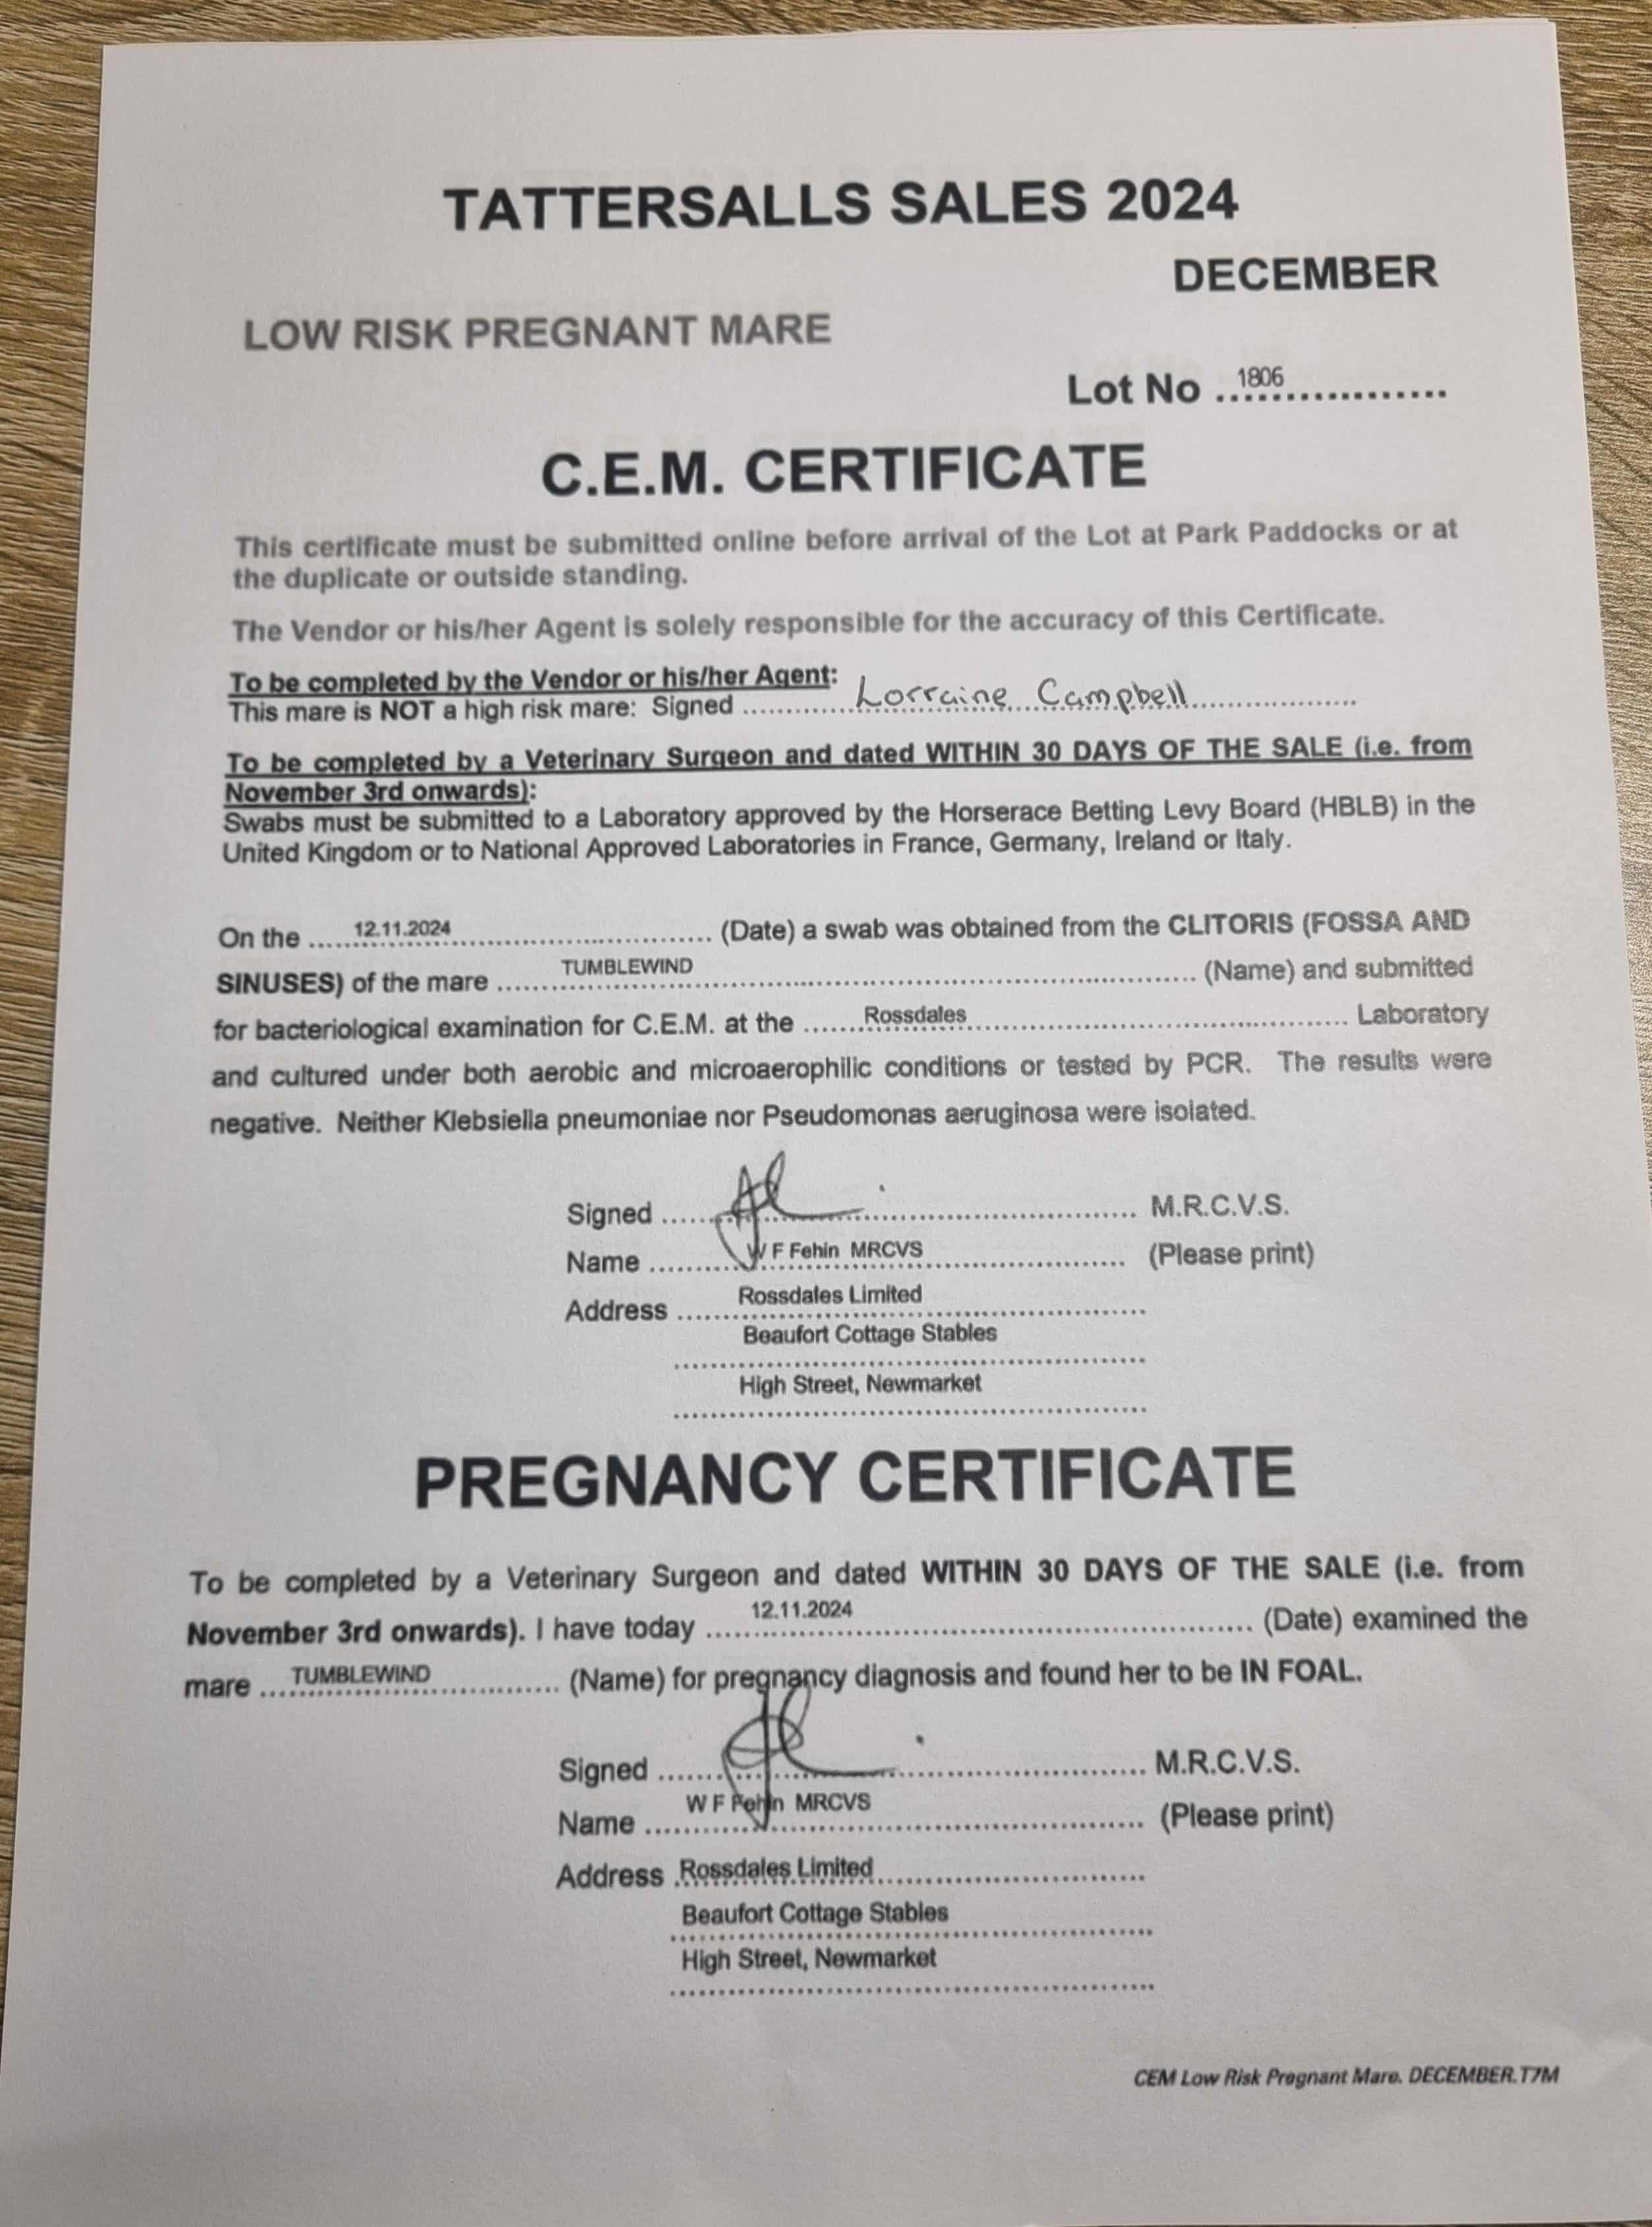 TATTERSALLS SALES 2024
DECEMBER
LOW RISK PREGNANT MARE
Lot No 1806
C.E.M. CERTIFICATE
This certificate must be submitted online before arrival of the Lot at Park Paddocks or at
the duplicate or outside standing.
The Vendor or his/her Agent is solely responsible for the accuracy of this Certificate.
To be completed by the Vendor or his/her Agent:
This mare is NOT a high risk mare: Signed Lorraine Campbell
To be completed by a Veterinary Surgeon and dated WITHIN 30 DAYS OF THE SALE (i.e. from
November 3rd onwards):
Swabs must be submitted to a Laboratory approved by the Horserace Betting Levy Board (HBLB) in the
United Kingdom or to National Approved Laboratories in France, Germany, Ireland or Italy.
On the 12.11.2024 (Date) a swab was obtained from the CLITORIS (FOSSA AND
SINUSES) of the mare TUMBLEWIND (Name) and submitted
for bacteriological examination for C.E.M. at the Rossdales Laboratory
and cultured under both aerobic and microaerophilic conditions or tested by PCR. The results were
negative. Neither Klebsiella pneumoniae nor Pseudomonas aeruginosa were isolated.
Signed M.R.C.V.S.
Name W F Fehin MRCVS (Please print)
Address Rossdales Limited
Beaufort Cottage Stables
High Street, Newmarket
PREGNANCY CERTIFICATE
To be completed by a Veterinary Surgeon and dated WITHIN 30 DAYS OF THE SALE (i.e. from
November 3rd onwards). I have today 12.11.2024 (Date) examined the
mare TUMBLEWIND (Name) for pregnancy diagnosis and found her to be IN FOAL.
Signed M.R.C.V.S.
Name W F Fehin MRCVS (Please print)
Address Rossdales Limited
Beaufort Cottage Stables
High Street, Newmarket
CEM Low Risk Pregnant Mare. DECEMBER.T7M